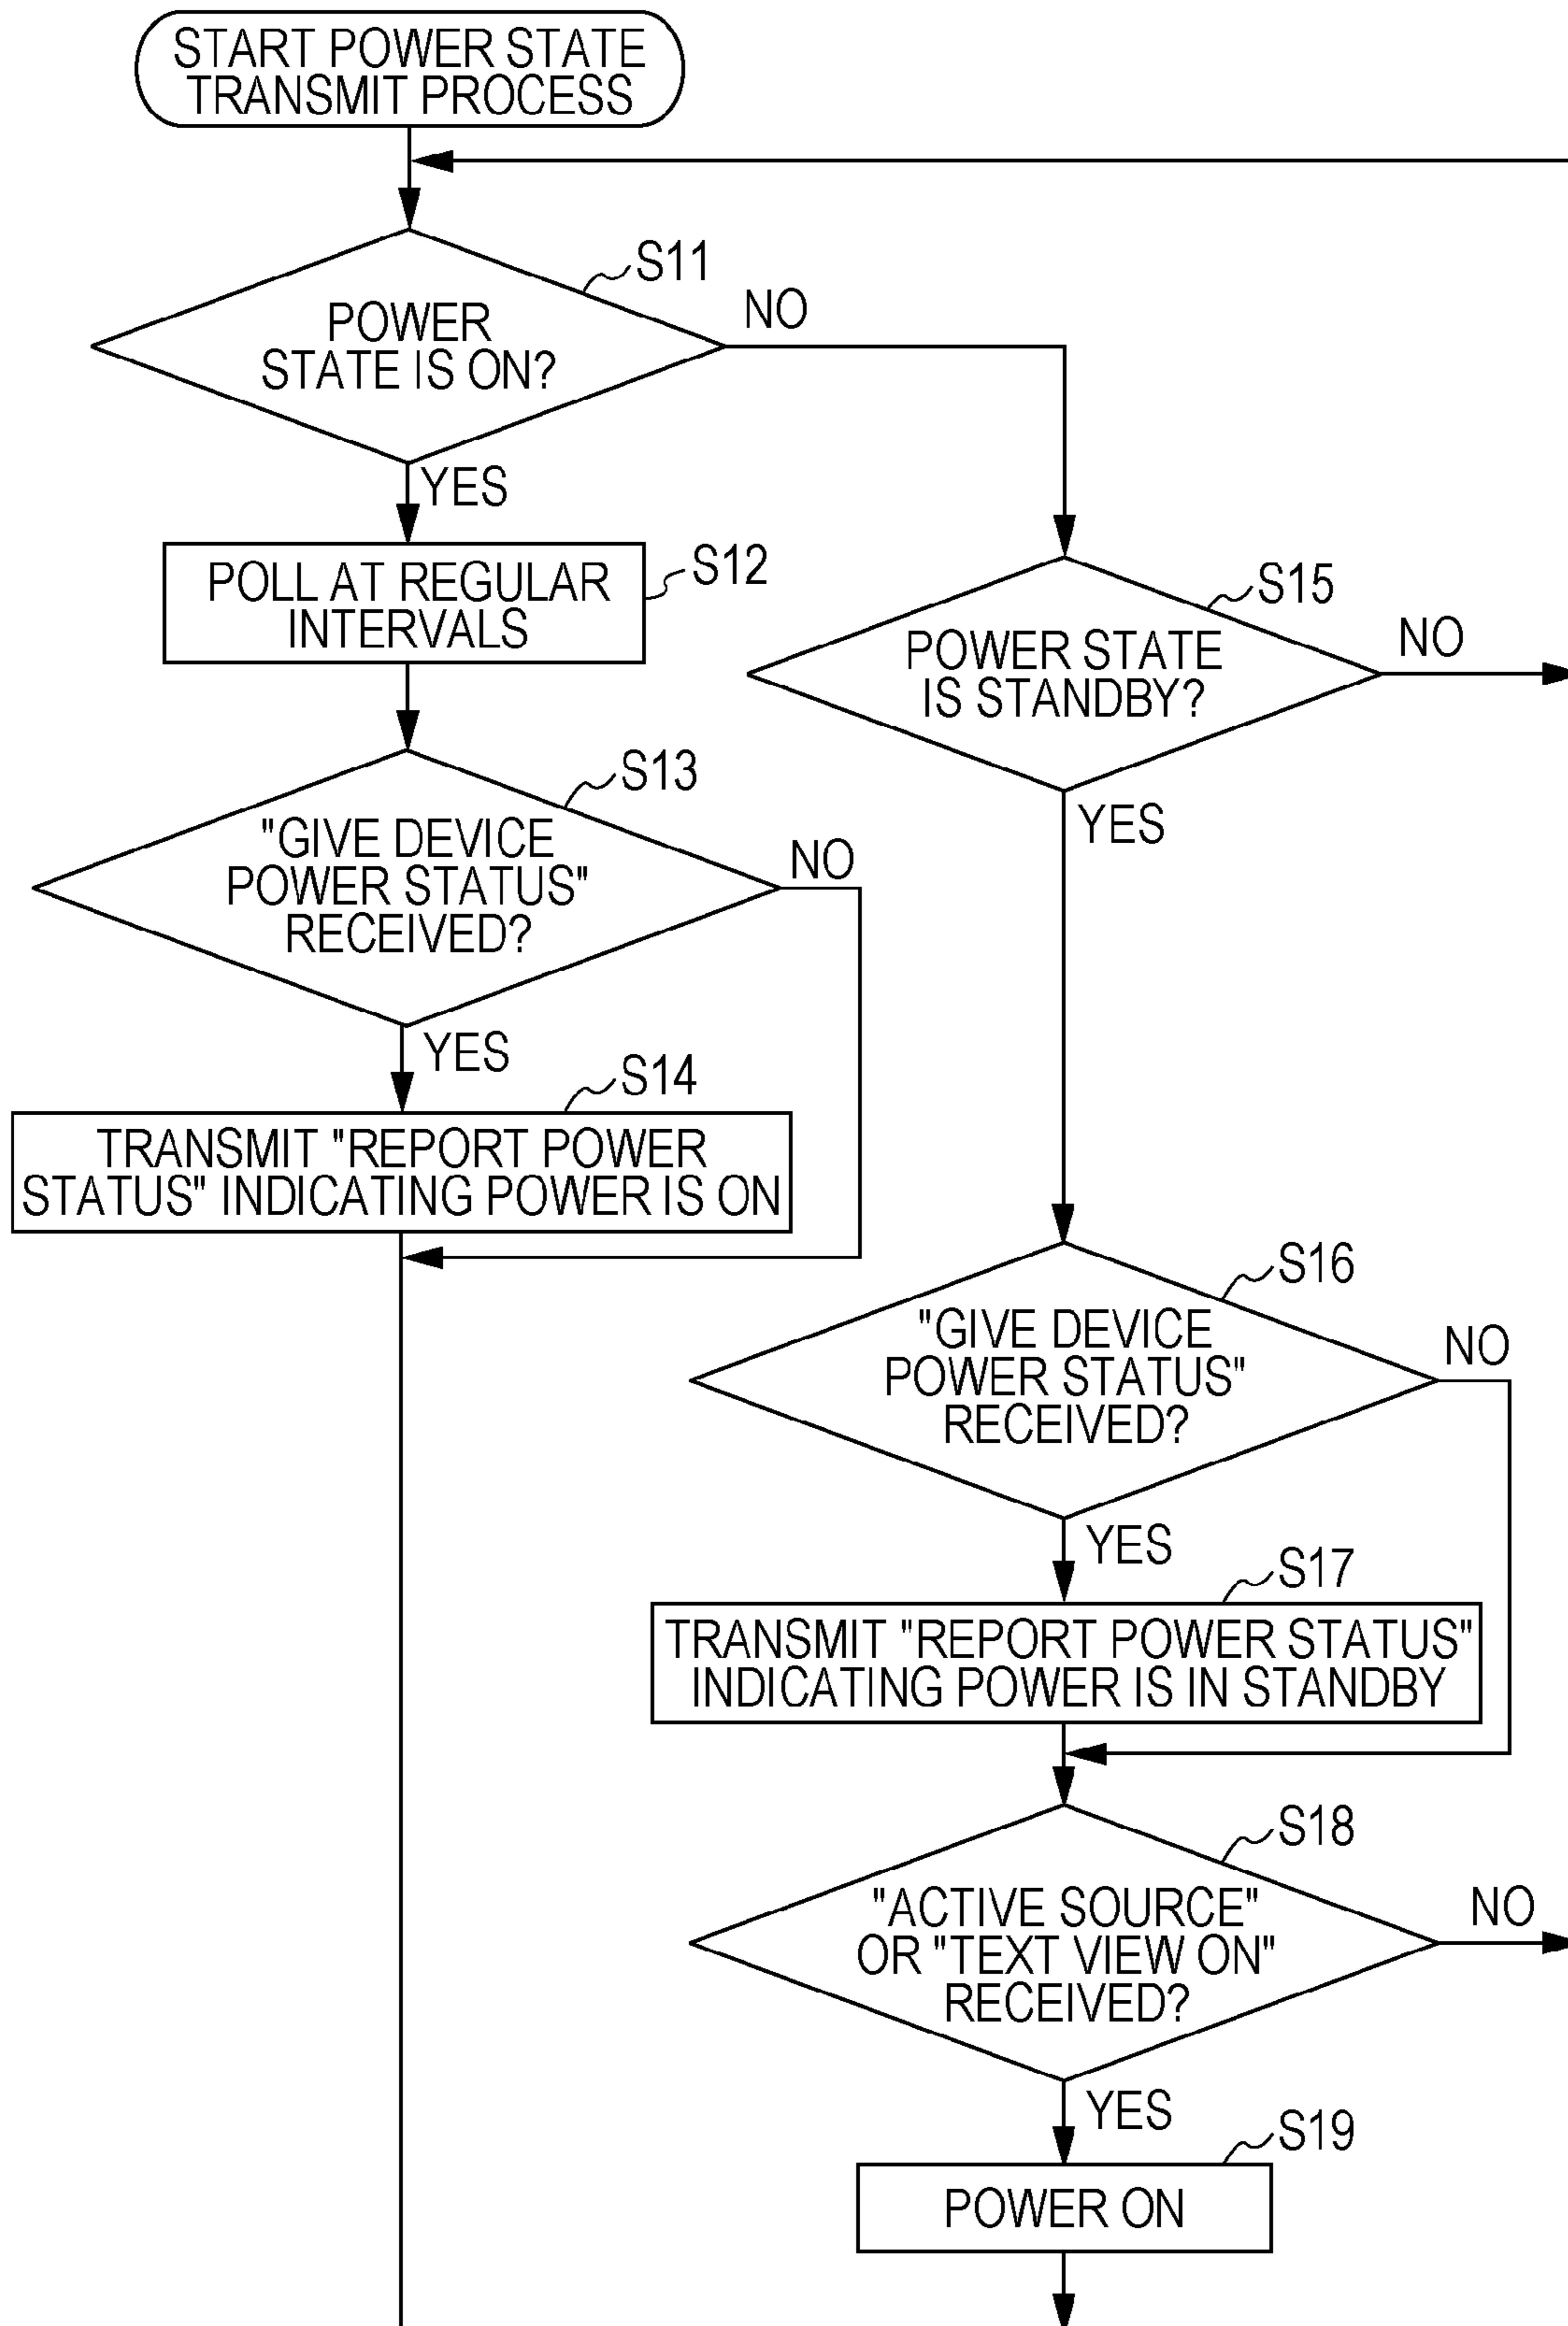 START POWER STATE
TRANSMIT PROCESS
S11
POWER
STATE IS ON?
NO
YES
S12
POLL AT REGULAR
INTERVALS
S15
POWER STATE
IS STANDBY?
NO
YES
S13
"GIVE DEVICE
POWER STATUS"
RECEIVED?
NO
YES
S14
TRANSMIT "REPORT POWER
STATUS" INDICATING POWER IS ON
S16
"GIVE DEVICE
POWER STATUS"
RECEIVED?
NO
YES
S17
TRANSMIT "REPORT POWER STATUS"
INDICATING POWER IS IN STANDBY
S18
"ACTIVE SOURCE"
OR "TEXT VIEW ON"
RECEIVED?
NO
YES
S19
POWER ON